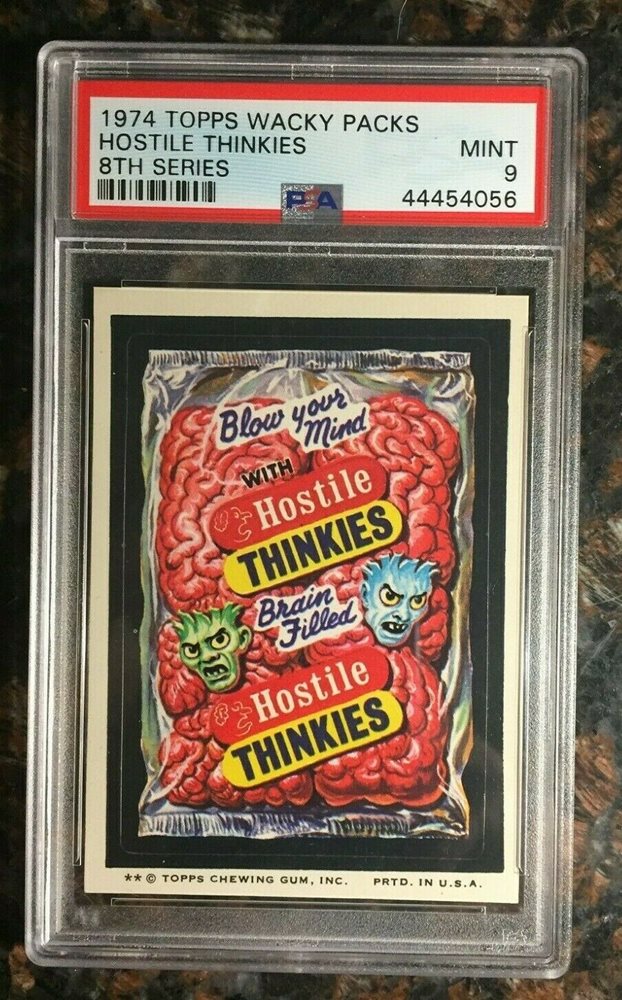 1974 TOPPS WACKY PACKS
HOSTILE THINKIES MINT
8TH SERIES 9
PSA 44454056
Blow your
Mind
WITH
Hostile
THINKIES
Brain
Filled
Hostile
THINKIES
** © TOPPS CHEWING GUM, INC. PRTD. IN U.S.A.